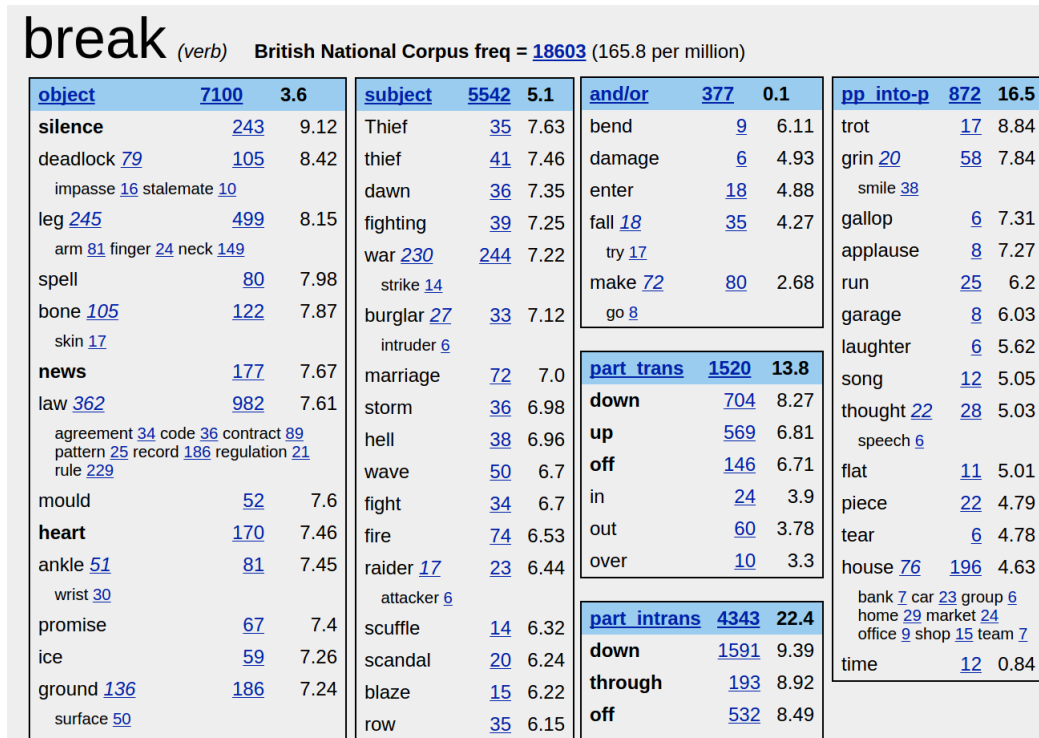 break (verb) British National Corpus freq = 18603 (165.8 per million)
object 7100 3.6
silence 243 9.12
deadlock 79 105 8.42
impasse 16 stalemate 10
leg 245 499 8.15
arm 81 finger 24 neck 149
spell 80 7.98
bone 105 122 7.87
skin 17
news 177 7.67
law 362 982 7.61
agreement 34 code 36 contract 89
pattern 25 record 186 regulation 21
rule 229
mould 52 7.6
heart 170 7.46
ankle 51 81 7.45
wrist 30
promise 67 7.4
ice 59 7.26
ground 136 186 7.24
surface 50
subject 5542 5.1
Thief 35 7.63
thief 41 7.46
dawn 36 7.35
fighting 39 7.25
war 230 244 7.22
strike 14
burglar 27 33 7.12
intruder 6
marriage 72 7.0
storm 36 6.98
hell 38 6.96
wave 50 6.7
fight 34 6.7
fire 74 6.53
raider 17 23 6.44
attacker 6
scuffle 14 6.32
scandal 20 6.24
blaze 15 6.22
row 35 6.15
and/or 377 0.1
bend 9 6.11
damage 6 4.93
enter 18 4.88
fall 18 35 4.27
try 17
make 72 80 2.68
go 8
part_trans 1520 13.8
down 704 8.27
up 569 6.81
off 146 6.71
in 24 3.9
out 60 3.78
over 10 3.3
part_intrans 4343 22.4
down 1591 9.39
through 193 8.92
off 532 8.49
pp_into-p 872 16.5
trot 17 8.84
grin 20 58 7.84
smile 38
gallop 6 7.31
applause 8 7.27
run 25 6.2
garage 8 6.03
laughter 6 5.62
song 12 5.05
thought 22 28 5.03
speech 6
flat 11 5.01
piece 22 4.79
tear 6 4.78
house 76 196 4.63
bank 7 car 23 group 6
home 29 market 24
office 9 shop 15 team 7
time 12 0.84